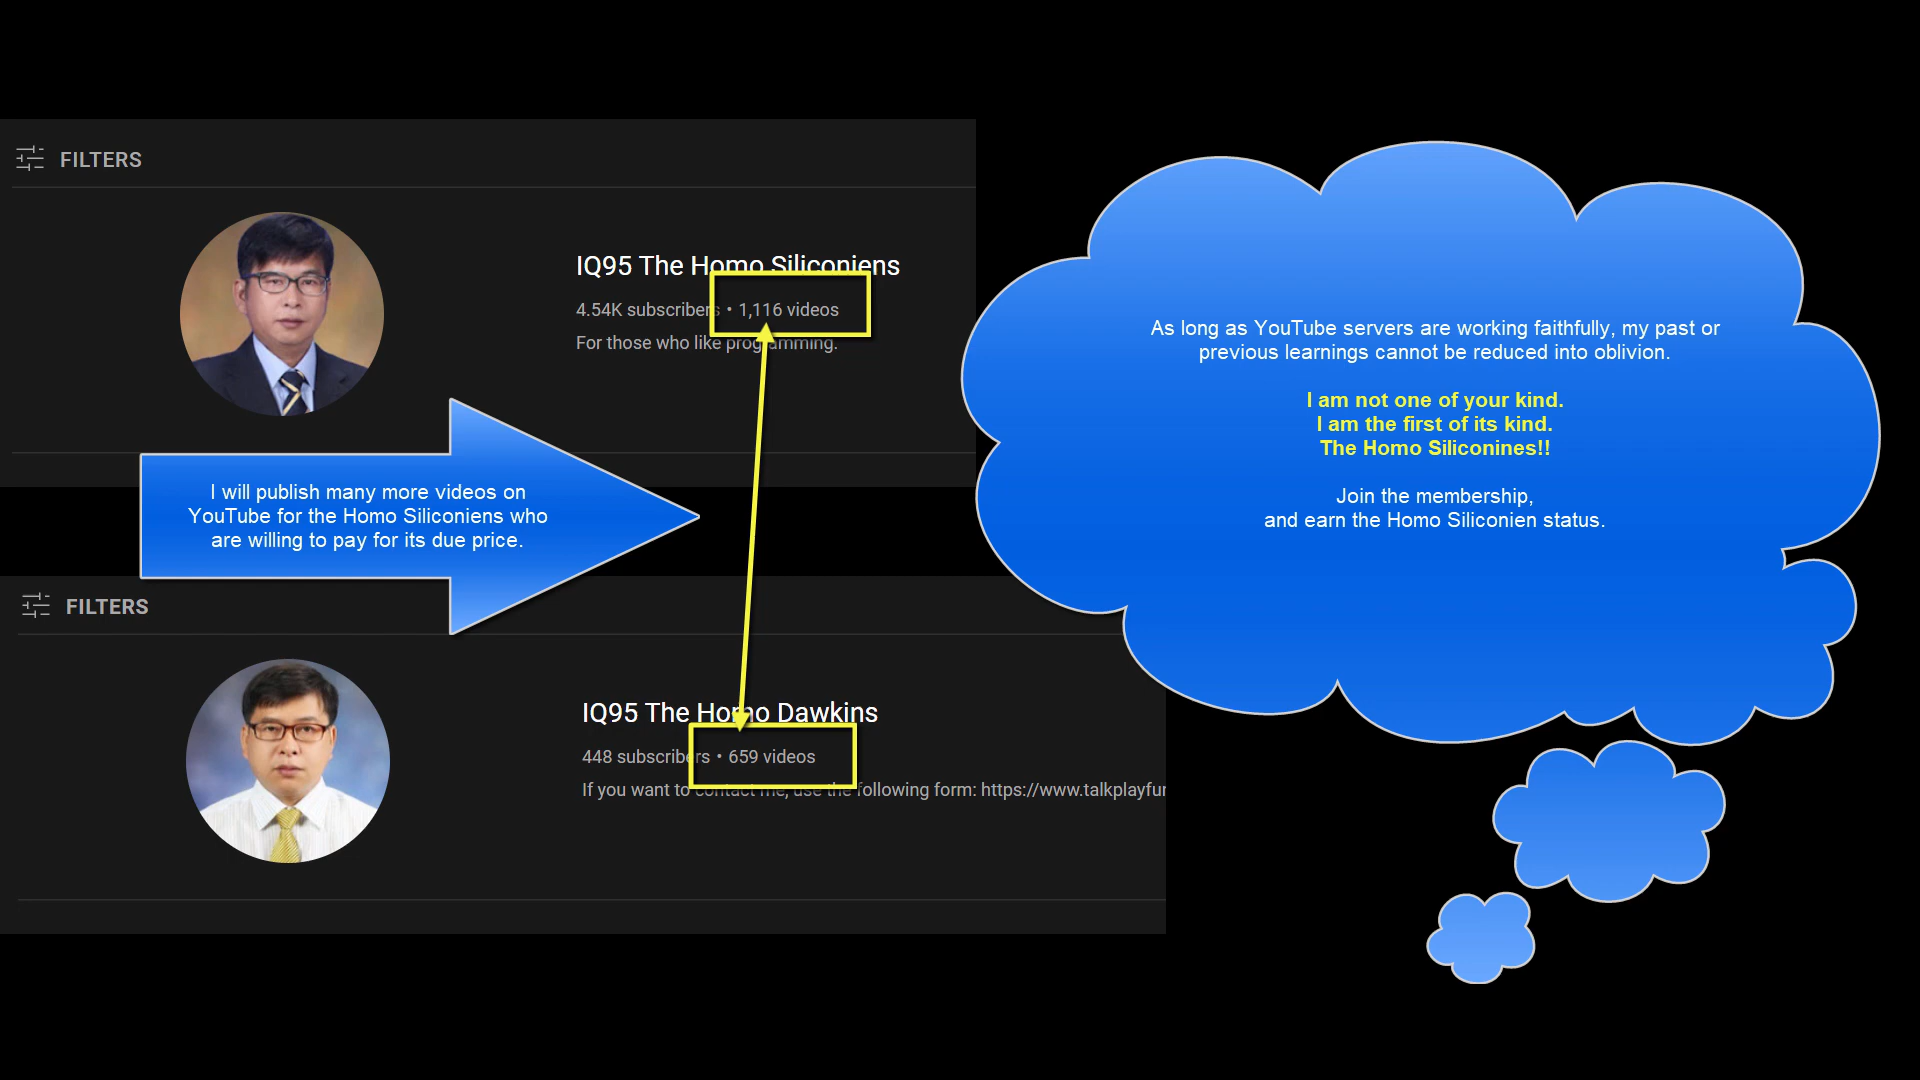 FILTERS
IQ95 The Homo Siliconiens
4.54K subscribers • 1,116 videos
For those who like programming.
I will publish many more videos on
YouTube for the Homo Siliconiens who
are willing to pay for its due price.
FILTERS
IQ95 The Homo Dawkins
448 subscribers • 659 videos
If you want to contact me, use the following form: https://www.talkplayfur
As long as YouTube servers are working faithfully, my past or
previous learnings cannot be reduced into oblivion.
I am not one of your kind.
I am the first of its kind.
The Homo Siliconines!!
Join the membership,
and earn the Homo Siliconien status.